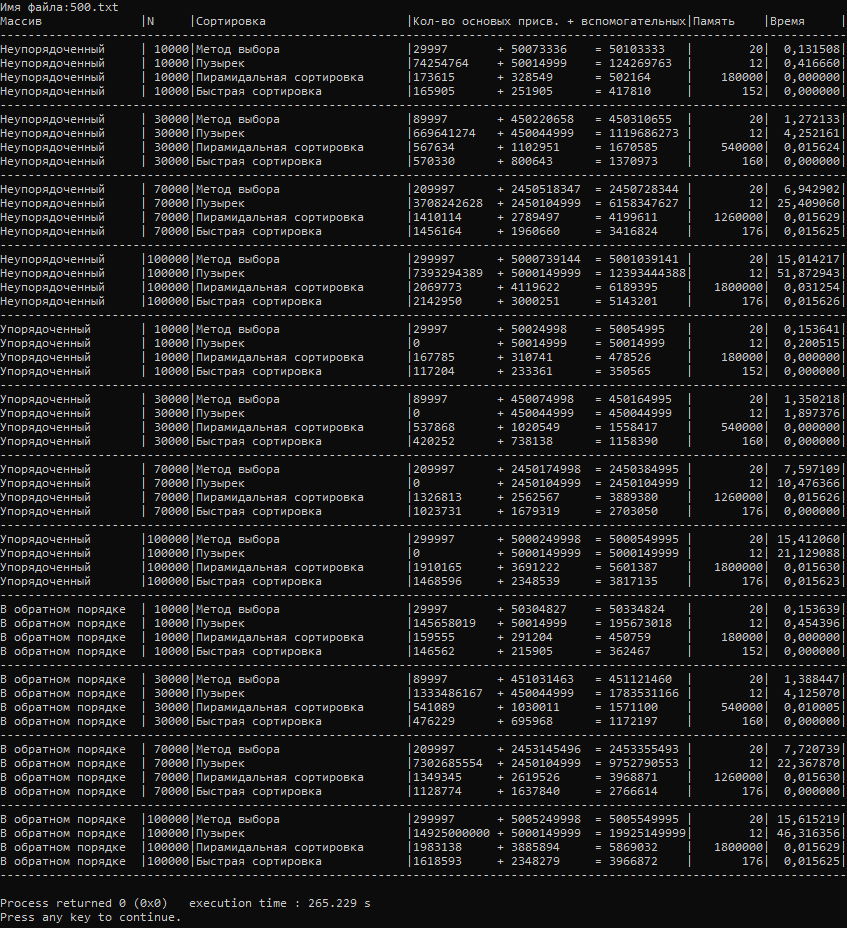 Имя файла:500.txt
Массив |N |Сортировка |Кол-во основых присв. + вспомогательных|Память |Время |
------------------------------------------------------------------------------------------------------------------------
Неупорядоченный | 10000|Метод выбора |29997 + 50073336 = 50103333 | 20| 0,131508|
Неупорядоченный | 10000|Пузырек |74254764 + 50014999 = 124269763 | 12| 0,416660|
Неупорядоченный | 10000|Пирамидальная сортировка |173615 + 328549 = 502164 | 180000| 0,000000|
Неупорядоченный | 10000|Быстрая сортировка |165905 + 251905 = 417810 | 152| 0,000000|
------------------------------------------------------------------------------------------------------------------------
Неупорядоченный | 30000|Метод выбора |89997 + 450220658 = 450310655 | 20| 1,272133|
Неупорядоченный | 30000|Пузырек |669641274 + 450044999 = 1119686273 | 12| 4,252161|
Неупорядоченный | 30000|Пирамидальная сортировка |567634 + 1102951 = 1670585 | 540000| 0,015624|
Неупорядоченный | 30000|Быстрая сортировка |570330 + 800643 = 1370973 | 160| 0,000000|
------------------------------------------------------------------------------------------------------------------------
Неупорядоченный | 70000|Метод выбора |209997 + 2450518347 = 2450728344 | 20| 6,942902|
Неупорядоченный | 70000|Пузырек |3708242628 + 2450104999 = 6158347627 | 12|25,409060|
Неупорядоченный | 70000|Пирамидальная сортировка |1410114 + 2789497 = 4199611 | 1260000| 0,015629|
Неупорядоченный | 70000|Быстрая сортировка |1456164 + 1960660 = 3416824 | 176| 0,015625|
------------------------------------------------------------------------------------------------------------------------
Неупорядоченный |100000|Метод выбора |299997 + 5000739144 = 5001039141 | 20|15,014217|
Неупорядоченный |100000|Пузырек |7393294389 + 5000149999 = 12393444388| 12|51,872943|
Неупорядоченный |100000|Пирамидальная сортировка |2069773 + 4119622 = 6189395 | 1800000| 0,031254|
Неупорядоченный |100000|Быстрая сортировка |2142950 + 3000251 = 5143201 | 176| 0,015626|
------------------------------------------------------------------------------------------------------------------------
Упорядоченный | 10000|Метод выбора |29997 + 50024998 = 50054995 | 20| 0,153641|
Упорядоченный | 10000|Пузырек |0 + 50014999 = 50014999 | 12| 0,200515|
Упорядоченный | 10000|Пирамидальная сортировка |167785 + 310741 = 478526 | 180000| 0,000000|
Упорядоченный | 10000|Быстрая сортировка |117204 + 233361 = 350565 | 152| 0,000000|
------------------------------------------------------------------------------------------------------------------------
Упорядоченный | 30000|Метод выбора |89997 + 450074998 = 450164995 | 20| 1,350218|
Упорядоченный | 30000|Пузырек |0 + 450044999 = 450044999 | 12| 1,897376|
Упорядоченный | 30000|Пирамидальная сортировка |537868 + 1020549 = 1558417 | 540000| 0,000000|
Упорядоченный | 30000|Быстрая сортировка |420252 + 738138 = 1158390 | 160| 0,000000|
------------------------------------------------------------------------------------------------------------------------
Упорядоченный | 70000|Метод выбора |209997 + 2450174998 = 2450384995 | 20| 7,597109|
Упорядоченный | 70000|Пузырек |0 + 2450104999 = 2450104999 | 12|10,476366|
Упорядоченный | 70000|Пирамидальная сортировка |1326813 + 2562567 = 3889380 | 1260000| 0,015626|
Упорядоченный | 70000|Быстрая сортировка |1023731 + 1679319 = 2703050 | 176| 0,000000|
------------------------------------------------------------------------------------------------------------------------
Упорядоченный |100000|Метод выбора |299997 + 5000249998 = 5000549995 | 20|15,412060|
Упорядоченный |100000|Пузырек |0 + 5000149999 = 5000149999 | 12|21,129088|
Упорядоченный |100000|Пирамидальная сортировка |1910165 + 3691222 = 5601387 | 1800000| 0,015630|
Упорядоченный |100000|Быстрая сортировка |1468596 + 2348539 = 3817135 | 176| 0,015623|
------------------------------------------------------------------------------------------------------------------------
В обратном порядке | 10000|Метод выбора |29997 + 50304827 = 50334824 | 20| 0,153639|
В обратном порядке | 10000|Пузырек |145658019 + 50014999 = 195673018 | 12| 0,454396|
В обратном порядке | 10000|Пирамидальная сортировка |159555 + 291204 = 450759 | 180000| 0,000000|
В обратном порядке | 10000|Быстрая сортировка |146562 + 215905 = 362467 | 152| 0,000000|
------------------------------------------------------------------------------------------------------------------------
В обратном порядке | 30000|Метод выбора |89997 + 451031463 = 451121460 | 20| 1,388447|
В обратном порядке | 30000|Пузырек |1333486167 + 450044999 = 1783531166 | 12| 4,125070|
В обратном порядке | 30000|Пирамидальная сортировка |541089 + 1030011 = 1571100 | 540000| 0,010005|
В обратном порядке | 30000|Быстрая сортировка |476229 + 695968 = 1172197 | 160| 0,000000|
------------------------------------------------------------------------------------------------------------------------
В обратном порядке | 70000|Метод выбора |209997 + 2453145496 = 2453355493 | 20| 7,720739|
В обратном порядке | 70000|Пузырек |7302685554 + 2450104999 = 9752790553 | 12|22,367870|
В обратном порядке | 70000|Пирамидальная сортировка |1349345 + 2619526 = 3968871 | 1260000| 0,015630|
В обратном порядке | 70000|Быстрая сортировка |1128774 + 1637840 = 2766614 | 176| 0,000000|
------------------------------------------------------------------------------------------------------------------------
В обратном порядке |100000|Метод выбора |299997 + 5005249998 = 5005549995 | 20|15,615219|
В обратном порядке |100000|Пузырек |14925000000 + 5000149999 = 19925149999| 12|46,316356|
В обратном порядке |100000|Пирамидальная сортировка |1983138 + 3885894 = 5869032 | 1800000| 0,015629|
В обратном порядке |100000|Быстрая сортировка |1618593 + 2348279 = 3966872 | 176| 0,015625|
------------------------------------------------------------------------------------------------------------------------
Process returned 0 (0x0) execution time : 265.229 s
Press any key to continue.